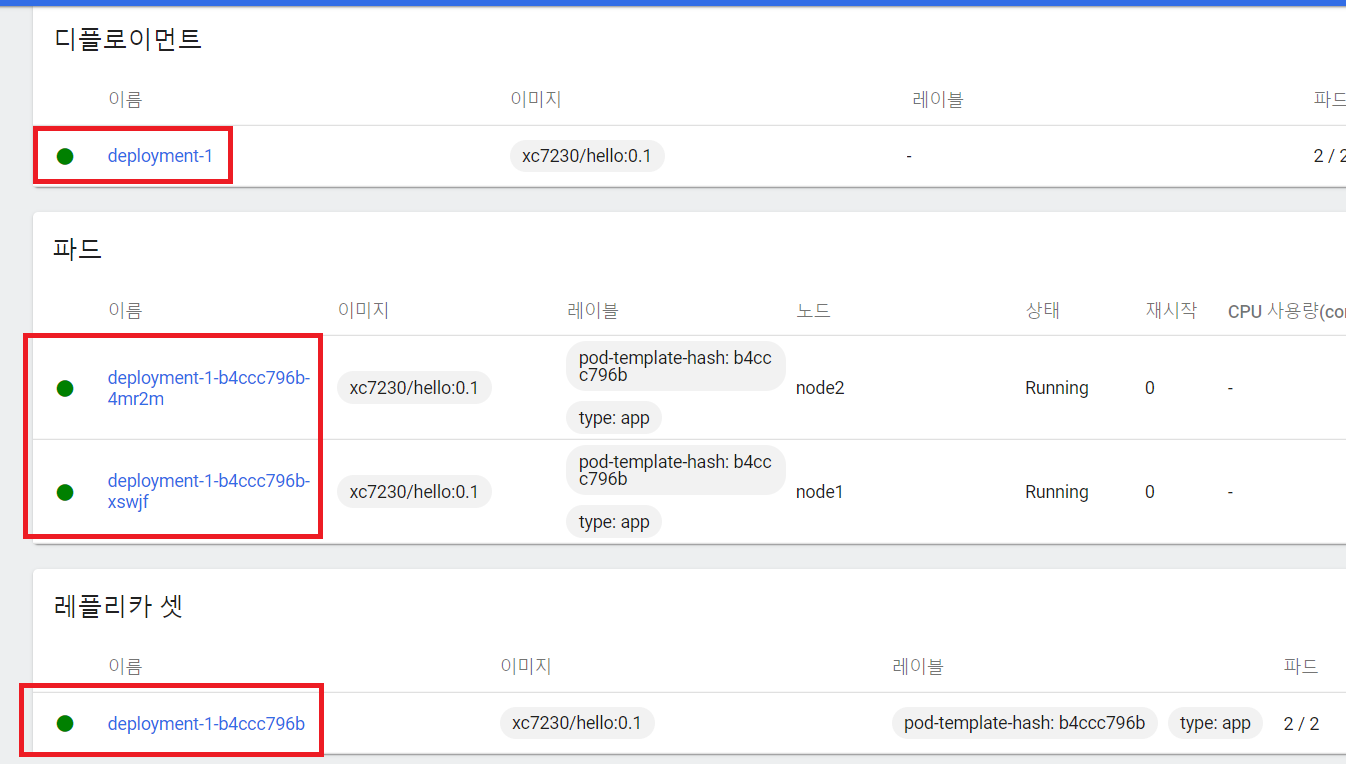 디플로이먼트
이름 이미지 레이블 파드
deployment-1 xc7230/hello:0.1 - 2 / 2
파드
이름 이미지 레이블 노드 상태 재시작 CPU 사용량(cor
deployment-1-b4ccc796b-
4mr2m
xc7230/hello:0.1
pod-template-hash: b4cc
c796b
type: app
node2 Running 0 -
deployment-1-b4ccc796b-
xswjf
xc7230/hello:0.1
pod-template-hash: b4cc
c796b
type: app
node1 Running 0 -
레플리카 셋
이름 이미지 레이블 파드
deployment-1-b4ccc796b xc7230/hello:0.1 pod-template-hash: b4ccc796b type: app 2 / 2